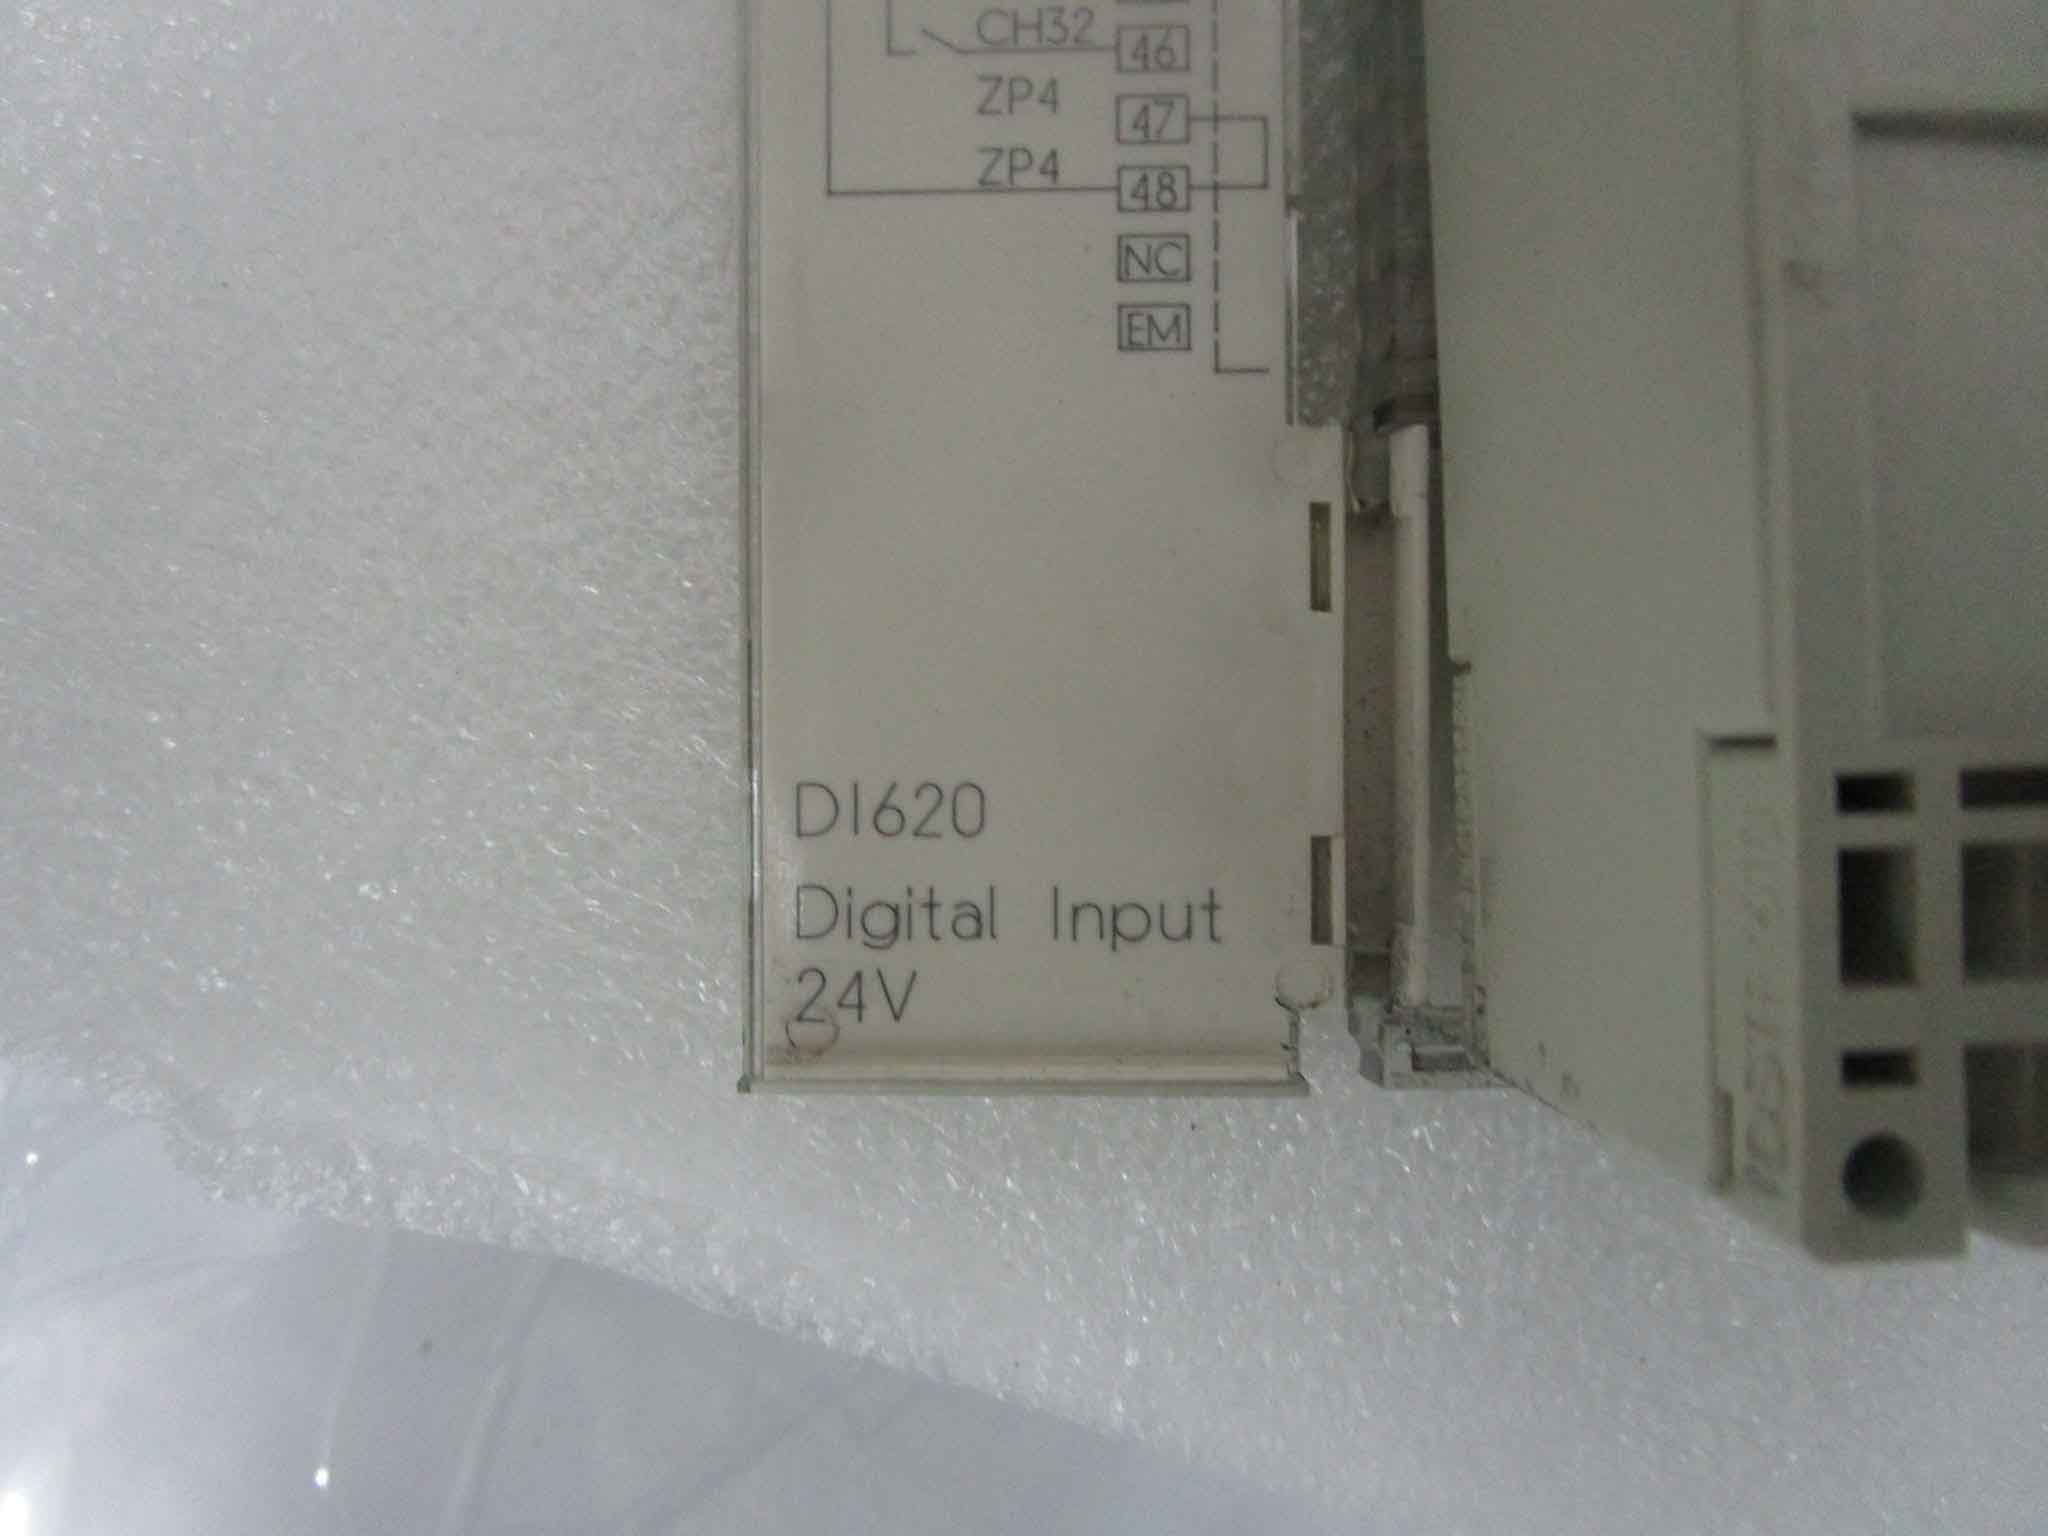 CH32
46
ZP4
47
ZP4
48
NC
EM
DI620
Digital Input
24V